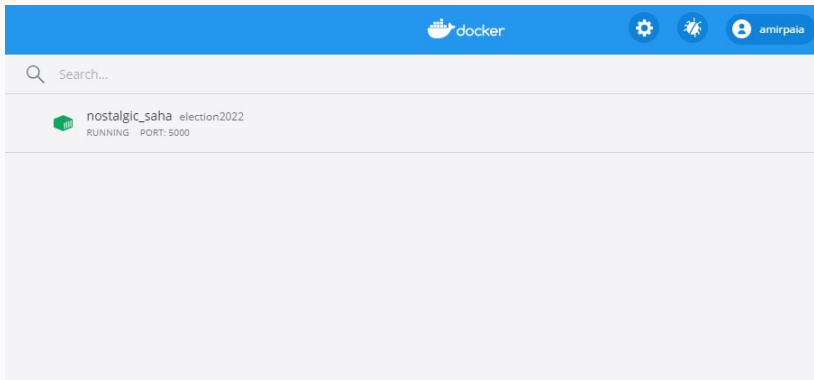 docker
amirpaia
Search...
nostalgic_saha election2022
RUNNING PORT: 5000